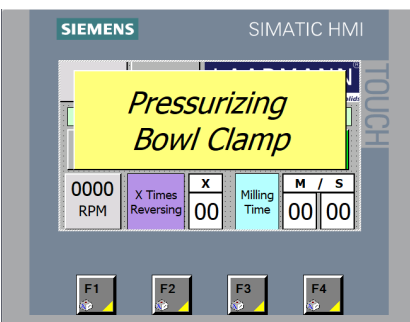 SIEMENS
SIMATIC HMI
TOUCH
Pressurizing
Bowl Clamp
0000
RPM
X Times
Reversing
X
00
Milling
Time
M / S
00 00
F1
F2
F3
F4